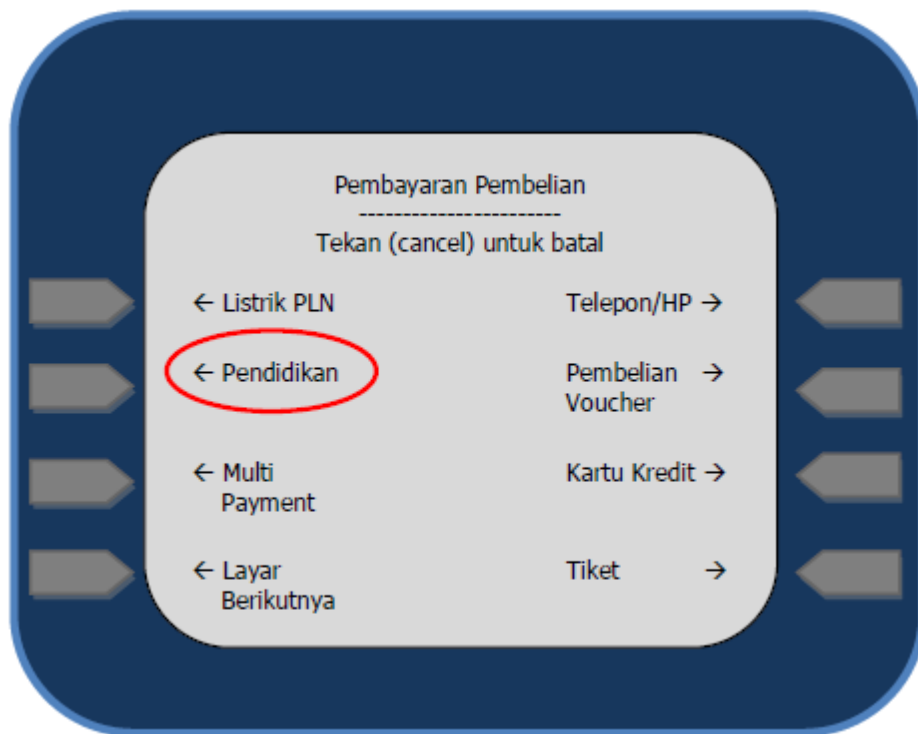 Pembayaran Pembelian
-----------------------
Tekan (cancel) untuk batal
← Listrik PLN
Telepon/HP →
← Pendidikan
Pembelian →
Voucher
← Multi
Payment
Kartu Kredit →
← Layar
Berikutnya
Tiket →